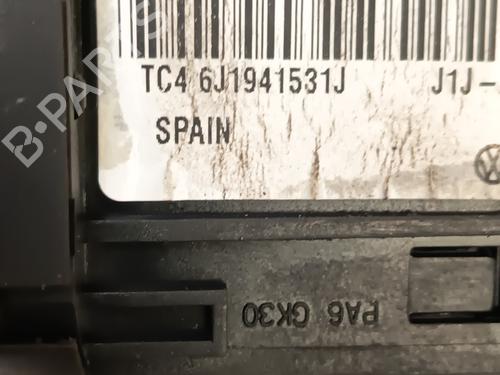 TC4 6J1941531J J1J-
SPAIN
PA6 GK30
B-PARTS